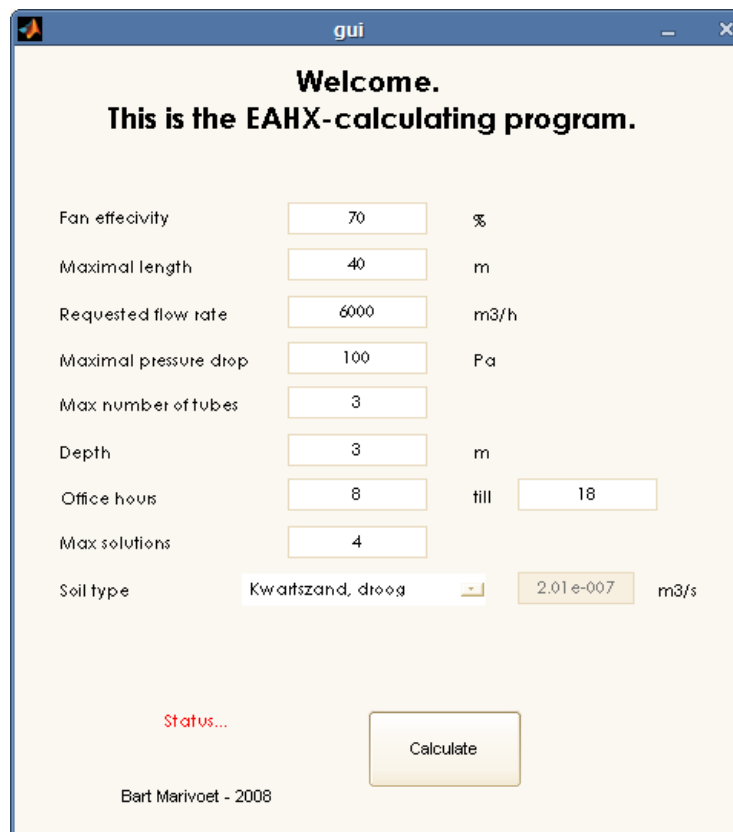 gui
Welcome.
This is the EAHX-calculating program.
Fan effecivity 70 %
Maximal length 40 m
Requested flow rate 6000 m3/h
Maximal pressure drop 100 Pa
Max number of tubes 3
Depth 3 m
Office hours 8 till 18
Max solutions 4
Soil type Kwartszand, droog 2.01e-007 m3/s
Status...
Calculate
Bart Marivoet - 2008